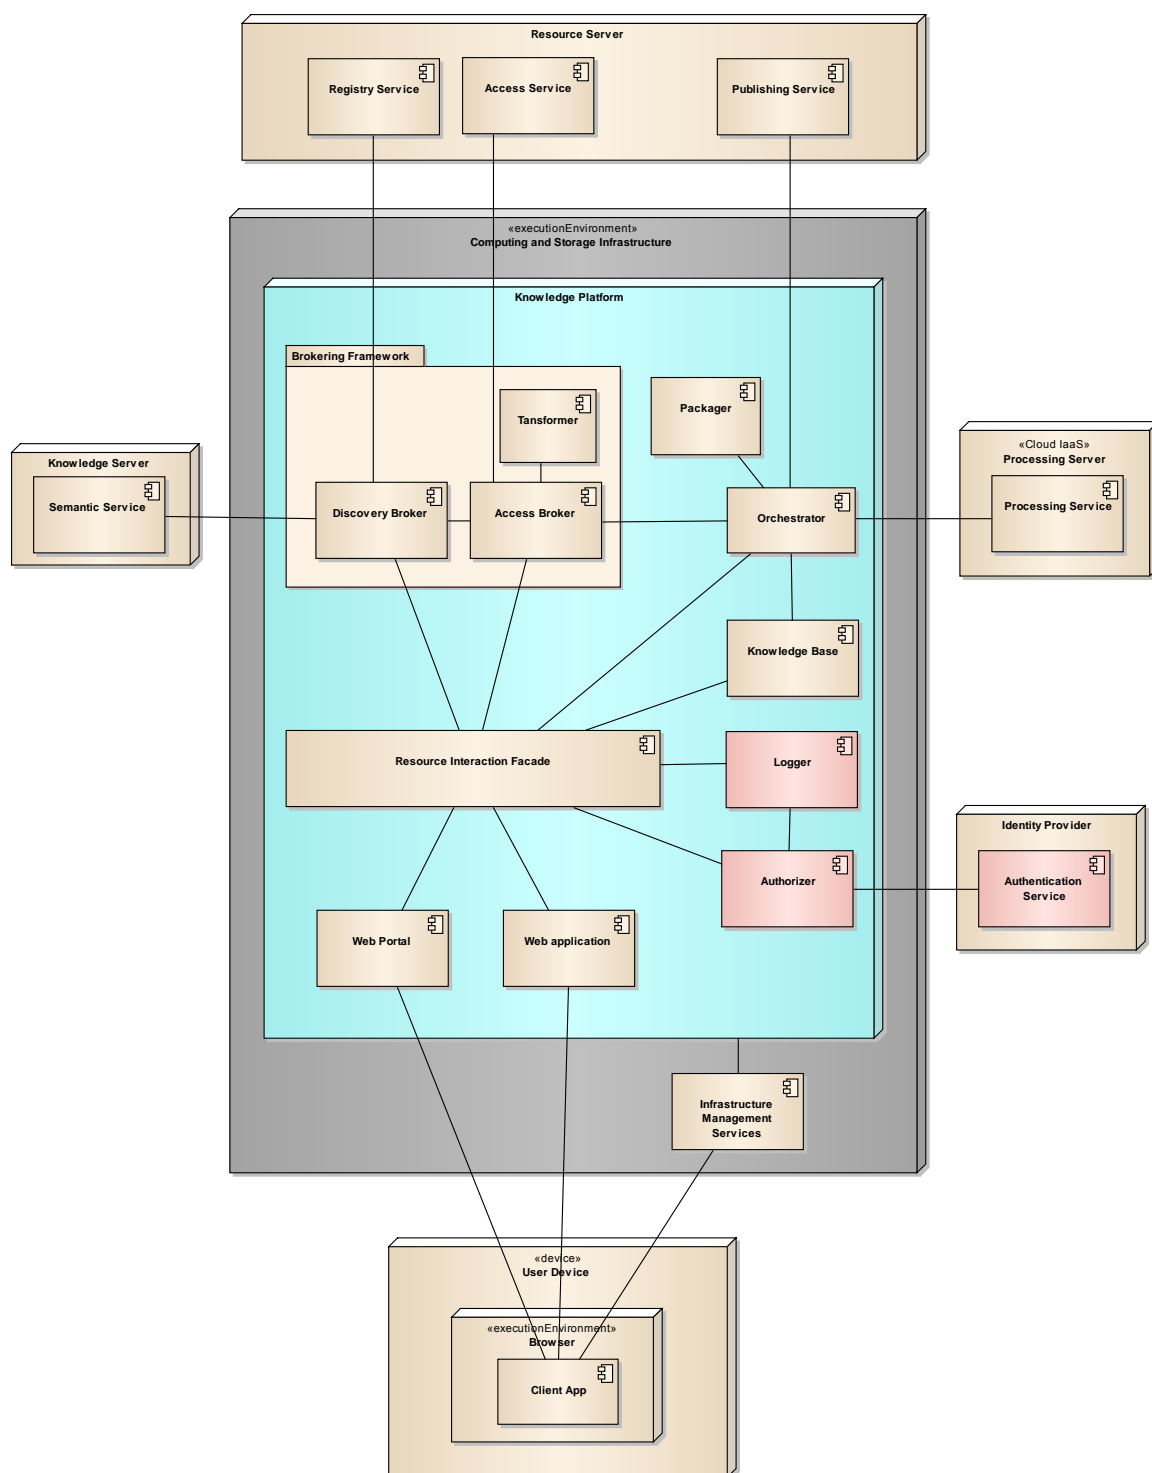 Resource Server
Registry Service
Access Service
Publishing Service
«executionEnvironment»
Computing and Storage Infrastructure
Knowledge Platform
Brokering Framework
Tansformer
Packager
Knowledge Server
Semantic Service
Discovery Broker
Access Broker
Orchestrator
«Cloud IaaS»
Processing Server
Processing Service
Knowledge Base
Resource Interaction Facade
Logger
Authorizer
Identity Provider
Authentication
Service
Web Portal
Web application
Infrastructure
Management
Services
«device»
User Device
«executionEnvironment»
Browser
Client App